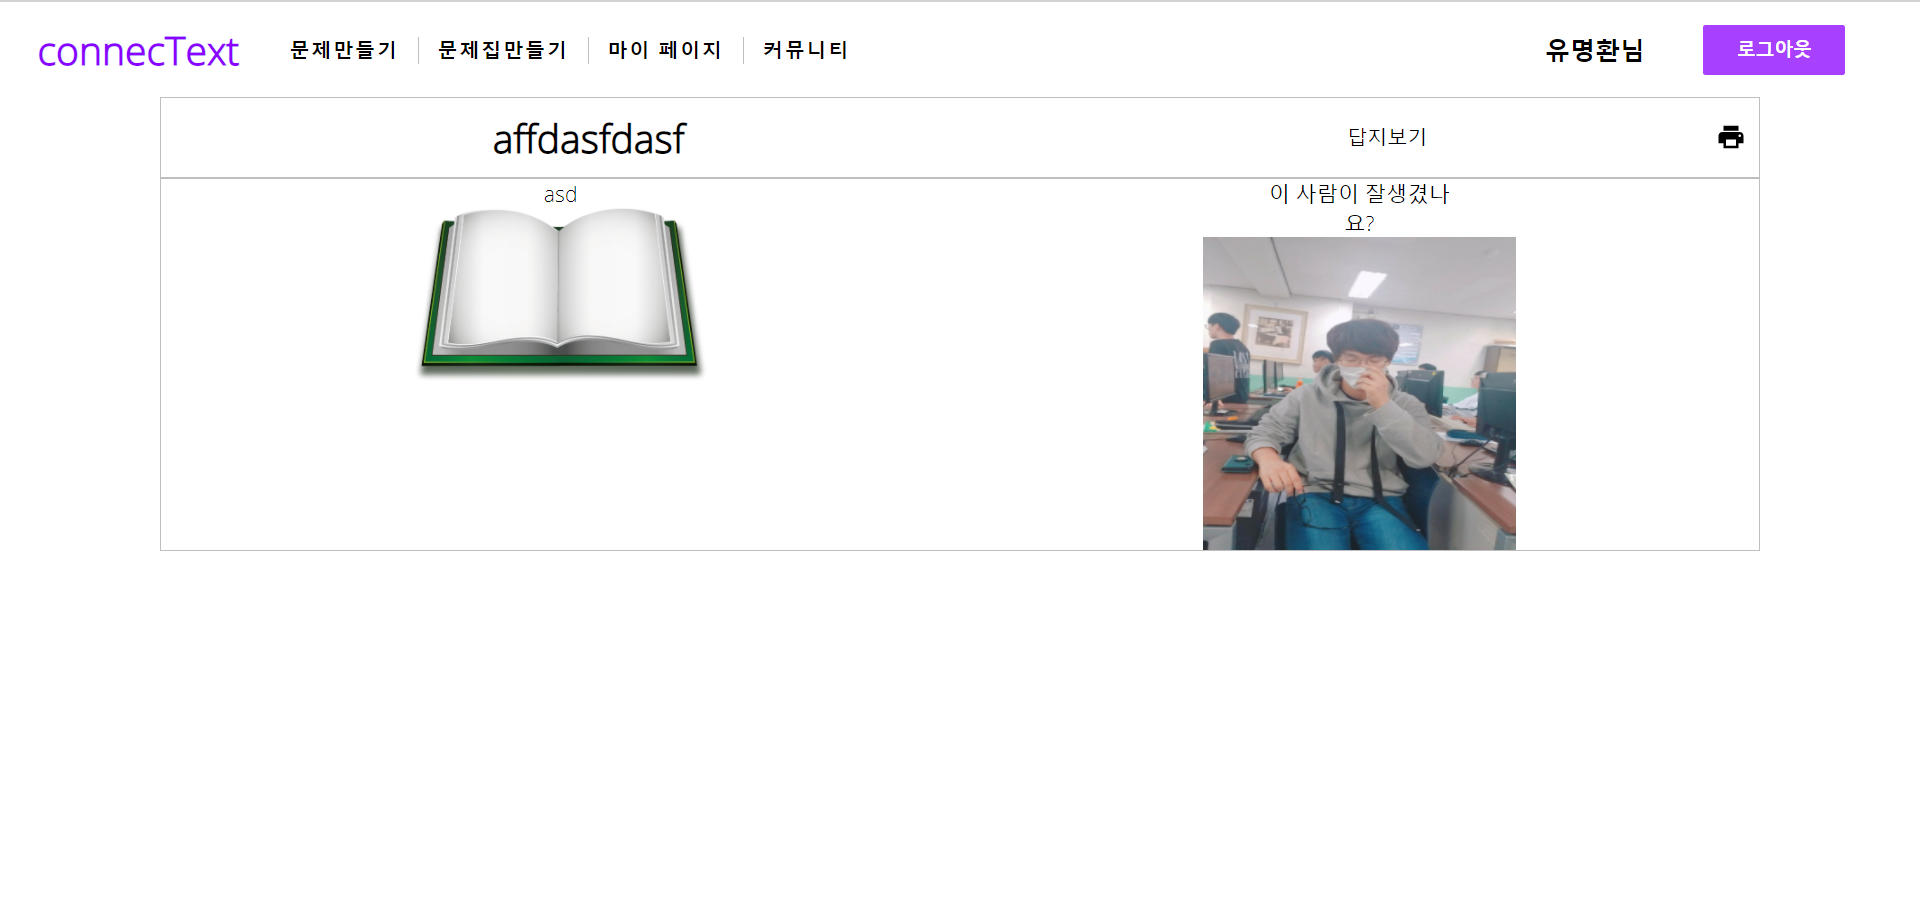 connecText
문제만들기
문제집만들기
마이 페이지
커뮤니티
유명환님
로그아웃
affdasfdasf
답지보기
asd
이 사람이 잘생겼나
요?